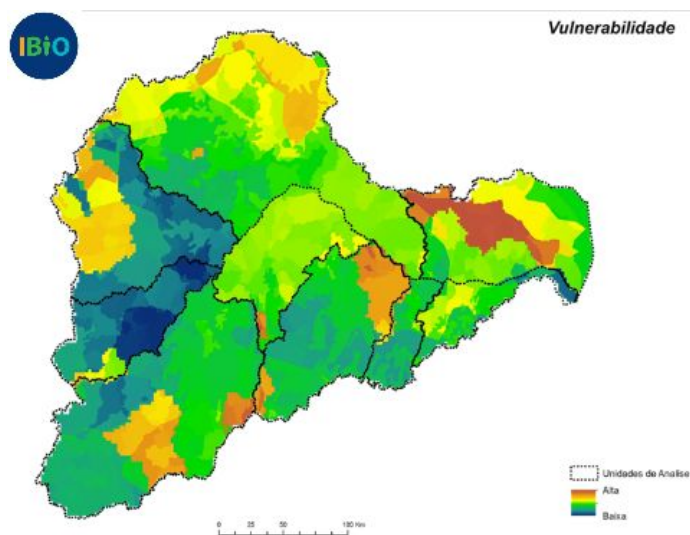 IBiO
Vulnerabilidade
Unidades de Analise
Alta
Baixa
0 25 50 100 Km